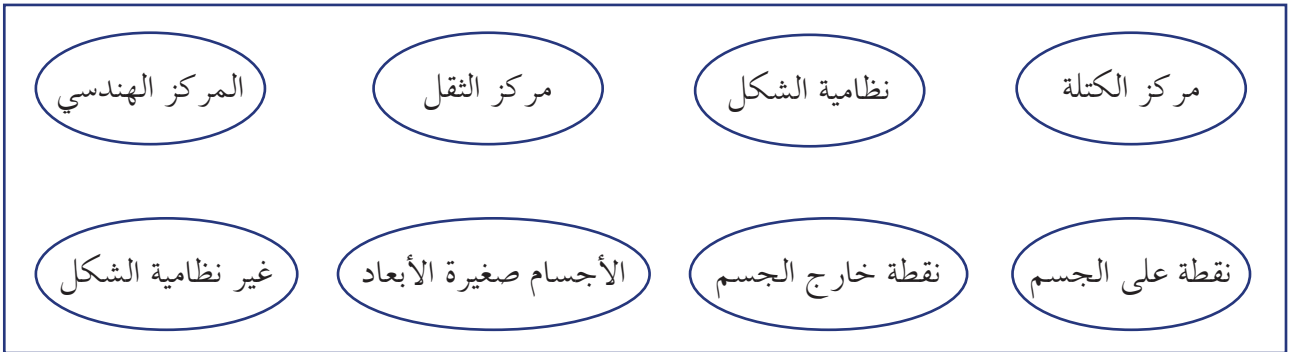 مركز الكتلة نظامية الشكل مركز الثقل المركز الهندسي
نقطة على الجسم نقطة خارج الجسم الأجسام صغيرة الأبعاد غير نظامية الشكل